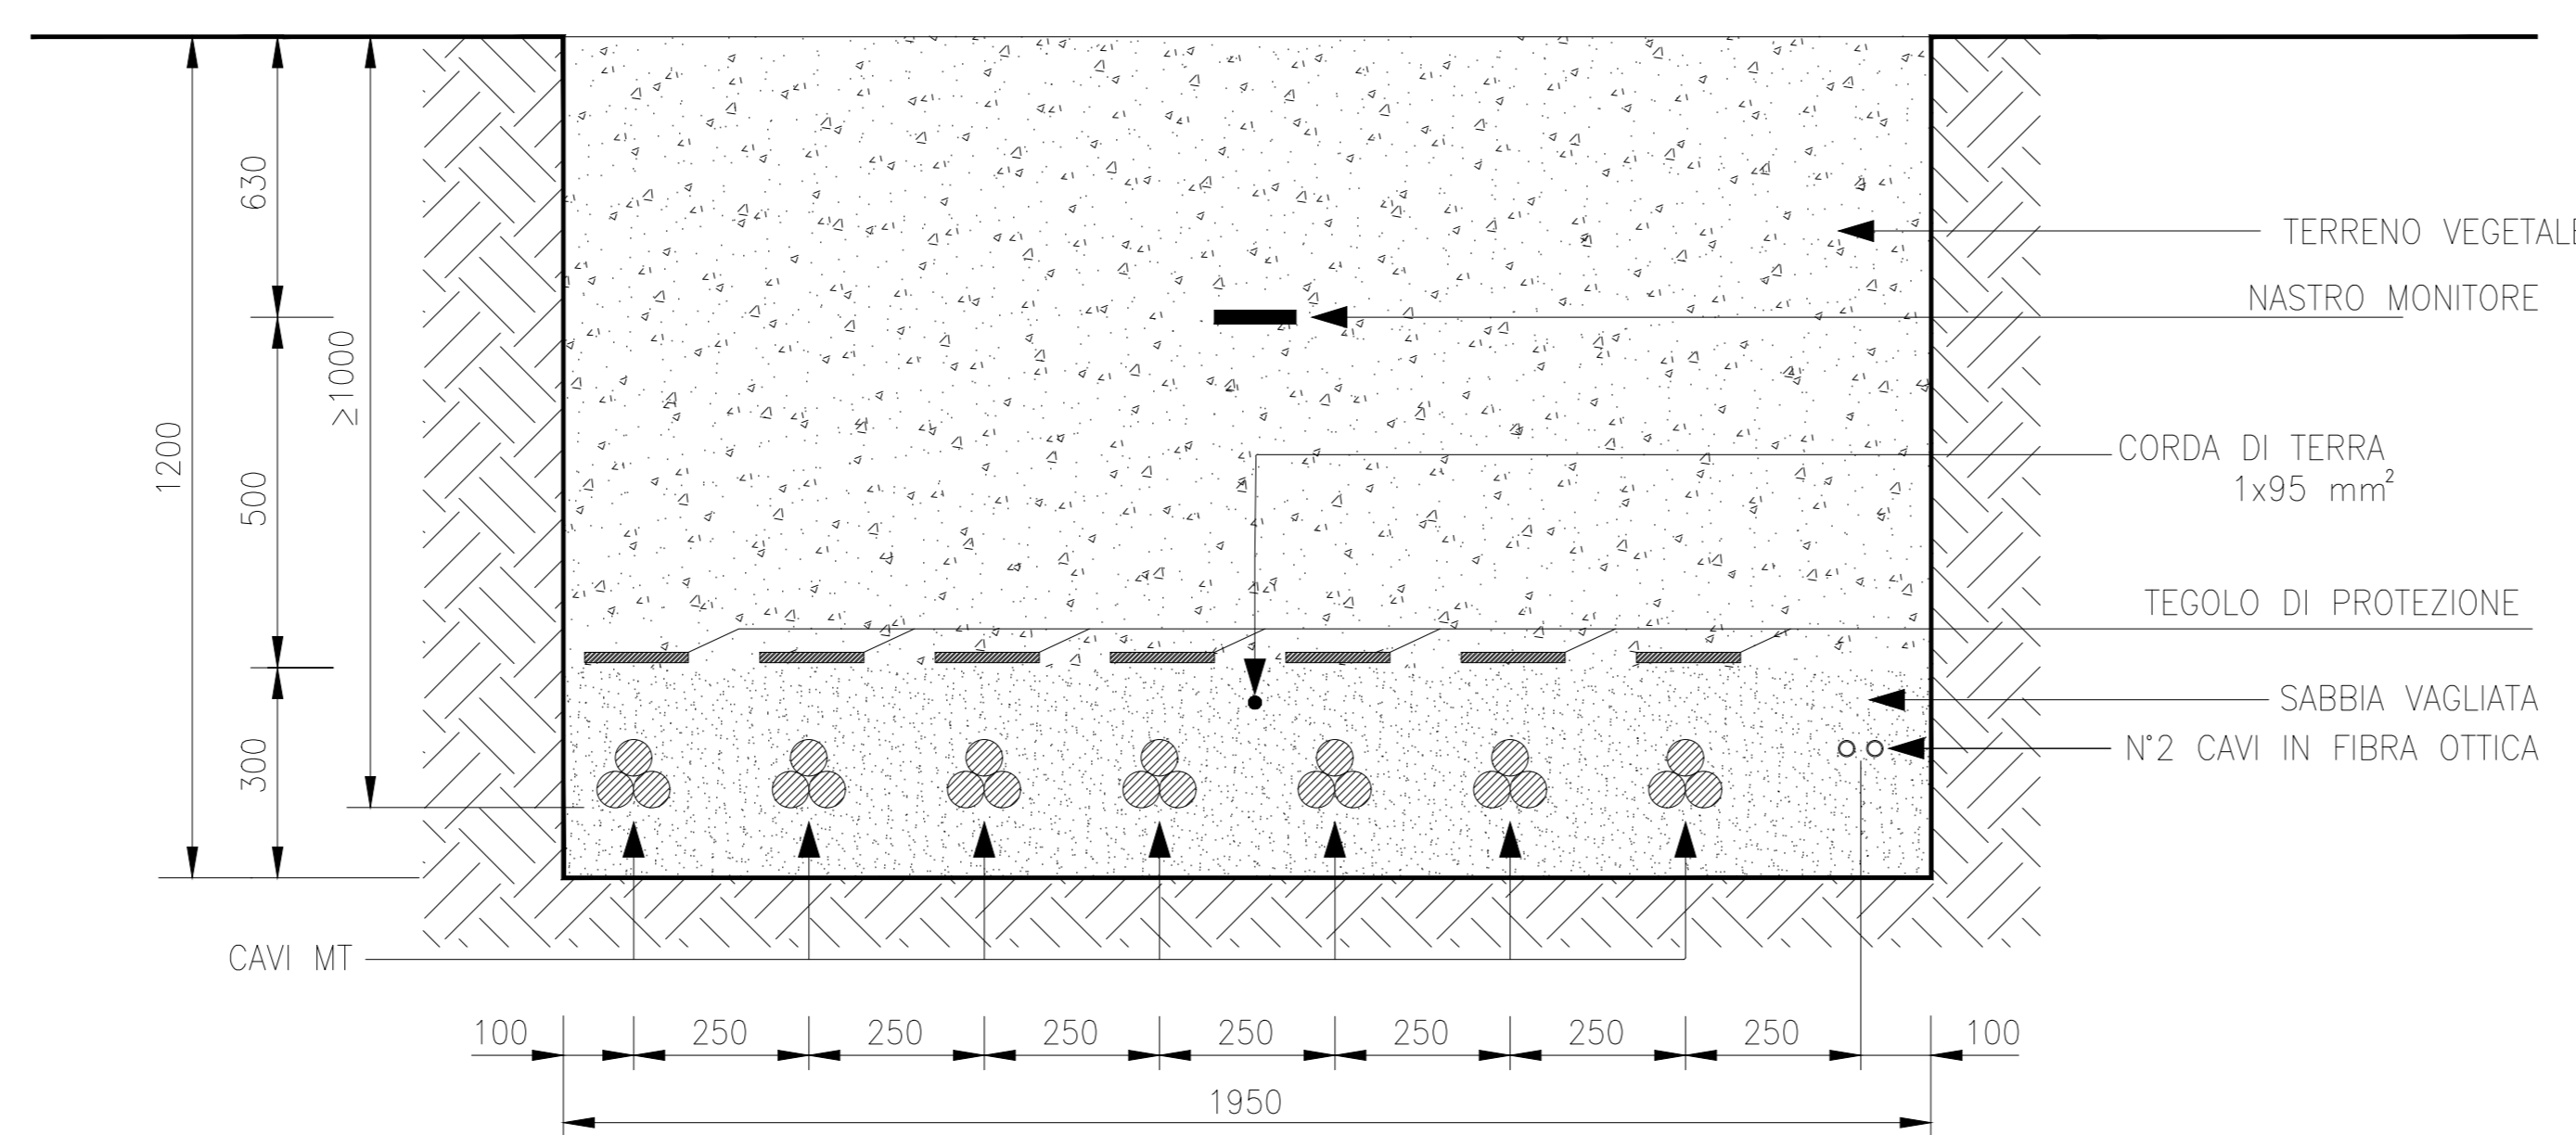 630
TERRENO VEGETALE
NASTRO MONITORE
≥1000
1200
500
CORDA DI TERRA
1x95 mm²
TEGOLO DI PROTEZIONE
300
SABBIA VAGLIATA
N°2 CAVI IN FIBRA OTTICA
CAVI MT
100 250 250 250 250 250 250 250 100
1950